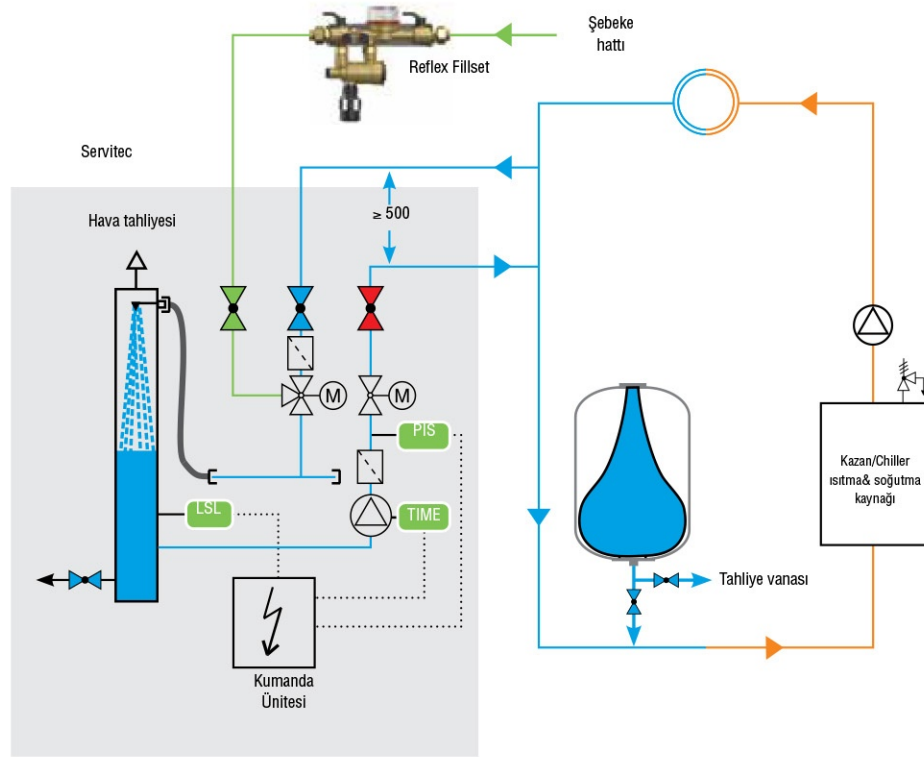 Şebeke
hattı
Reflex Fillset
Servitec
Hava tahliyesi
≥ 500
M
M
PIS
LSL
TIME
Kazan/Chiller
ısıtma& soğutma
kaynağı
Tahliye vanası
Kumanda
Ünitesi